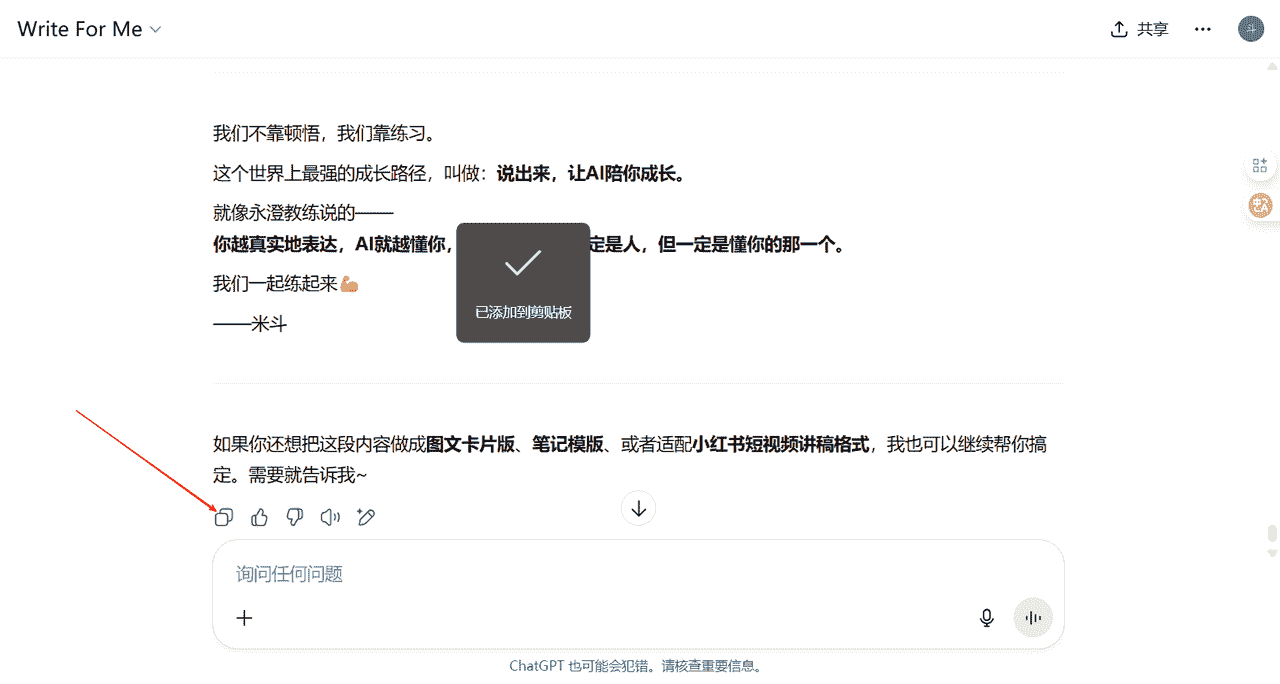 Write For Me
共享
斗
我们不靠顿悟，我们靠练习。
这个世界上最强的成长路径，叫做：说出来，让AI陪你成长。
就像永澄教练说的——
你越真实地表达，AI就越懂你，
已添加到剪贴板
定是人，但一定是懂你的那一个。
我们一起练起来💪🏼
——米斗
如果你还想把这段内容做成图文卡片版、笔记模版、或者适配小红书短视频讲稿格式，我也可以继续帮你搞
定。需要就告诉我~
询问任何问题
ChatGPT 也可能会犯错。请核查重要信息。